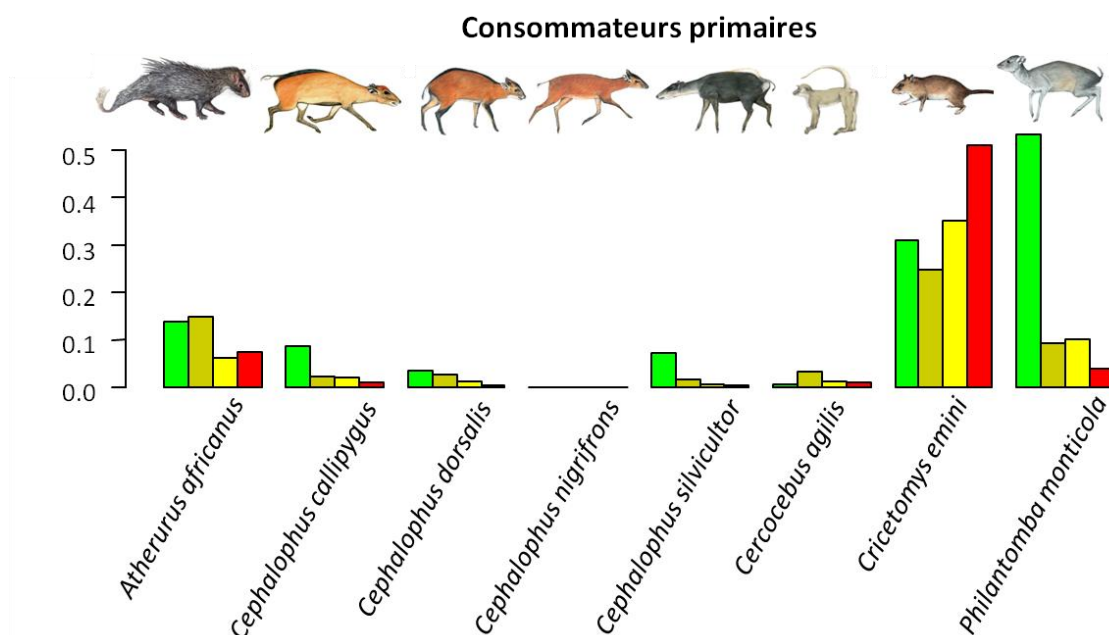 Consommateurs primaires
0.5
0.4
0.3
0.2
0.1
0.0
Atherurus africanus
Cephalophus callipygus
Cephalophus dorsalis
Cephalophus nigrifrons
Cephalophus silvicultor
Cercocebus agilis
Cricetomys emini
Philantomba monticola